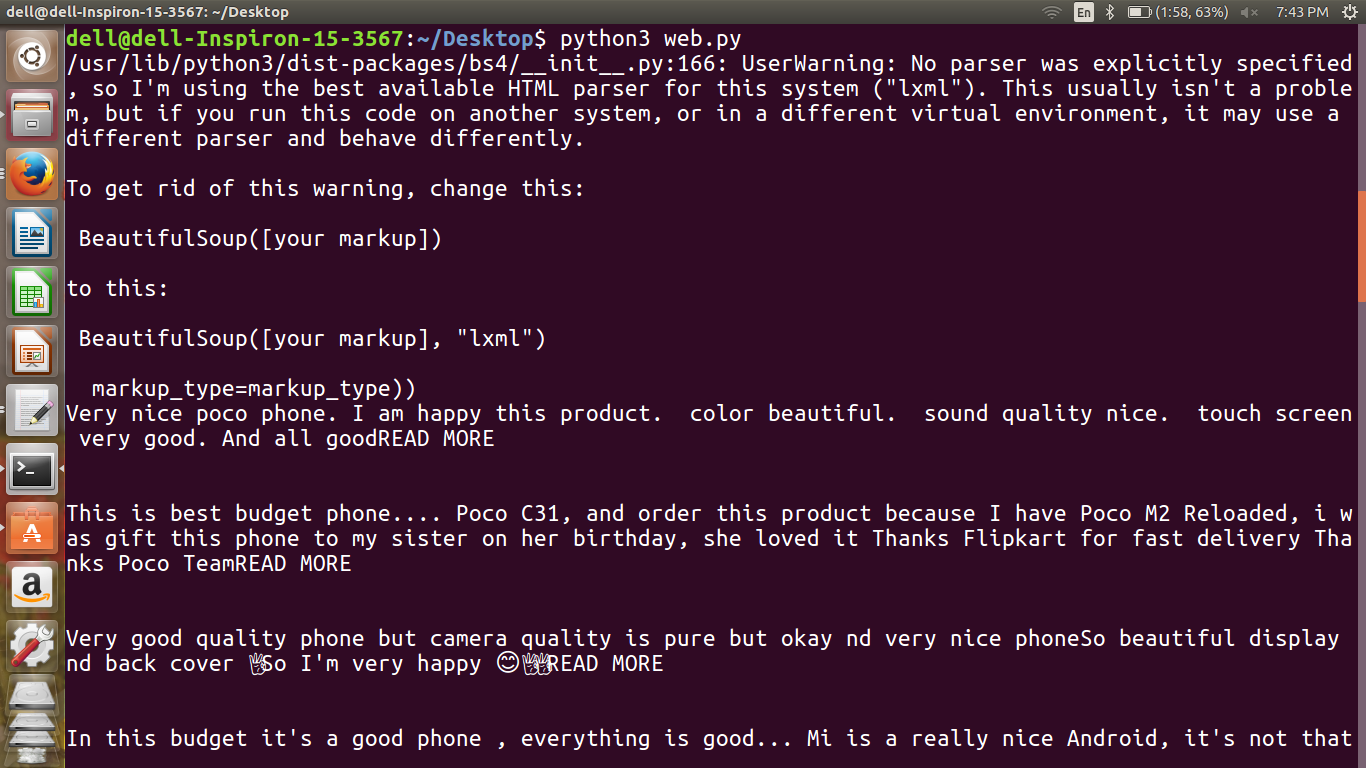 dell@dell-Inspiron-15-3567: ~/Desktop
En
(1:58, 63%)
7:43 PM
dell@dell-Inspiron-15-3567:~/Desktop$ python3 web.py
/usr/lib/python3/dist-packages/bs4/__init__.py:166: UserWarning: No parser was explicitly specified
, so I'm using the best available HTML parser for this system ("lxml"). This usually isn't a proble
m, but if you run this code on another system, or in a different virtual environment, it may use a
different parser and behave differently.
To get rid of this warning, change this:
BeautifulSoup([your markup])
to this:
BeautifulSoup([your markup], "lxml")
markup_type=markup_type))
Very nice poco phone. I am happy this product.  color beautiful.  sound quality nice.  touch screen
very good. And all goodREAD MORE
This is best budget phone.... Poco C31, and order this product because I have Poco M2 Reloaded, i w
as gift this phone to my sister on her birthday, she loved it Thanks Flipkart for fast delivery Tha
nks Poco TeamREAD MORE
Very good quality phone but camera quality is pure but okay nd very nice phoneSo beautiful display
nd back cover 👌So I'm very happy 😊👌👌READ MORE
In this budget it's a good phone , everything is good... Mi is a really nice Android, it's not that